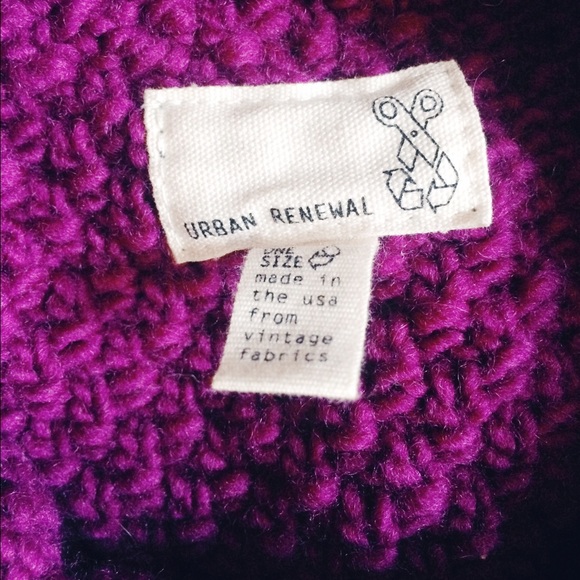 URBAN RENEWAL
ONE
SIZE
made in
the usa
from
vintage
fabrics